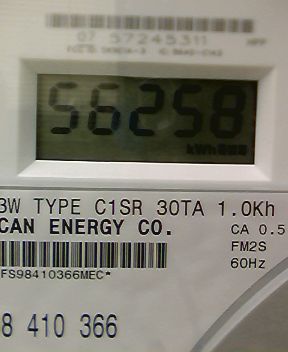 07 57245311
56258
kWh
3W TYPE C1SR 30TA 1.0Kh
CAN ENERGY CO.
CA 0.5
FM2S
60Hz
FS98410366MEC*
8 410 366